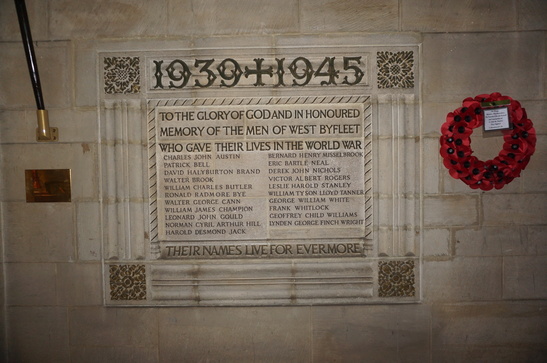 1939+1945
TO THE GLORY OF GOD AND IN HONOURED
MEMORY OF THE MEN OF WEST BYFLEET
WHO GAVE THEIR LIVES IN THE WORLD WAR
CHARLES JOHN AUSTIN
PATRICK BELL
DAVID HALYBURTON BRAND
WALTER BROOK
WILLIAM CHARLES BUTLER
RONALD RADMORE BYE
WALTER GEORGE CANN
WILLIAM JAMES CHAMPION
LEONARD JOHN GOULD
NORMAN CYRIL ARTHUR HILL
HAROLD DESMOND JACK
BERNARD HENRY MISSELBROOK
ERIC BARTLE NEAL
DEREK JOHN NICHOLS
VICTOR ALBERT ROGERS
LESLIE HAROLD STANLEY
WILLIAM TYSON LLOYD TANNER
GEORGE WILLIAM WHITE
FRANK WHITLOCK
GEOFFREY CHILD WILLIAMS
LYNDEN GEORGE FINCH WRIGHT
THEIR NAMES LIVE FOR EVERMORE